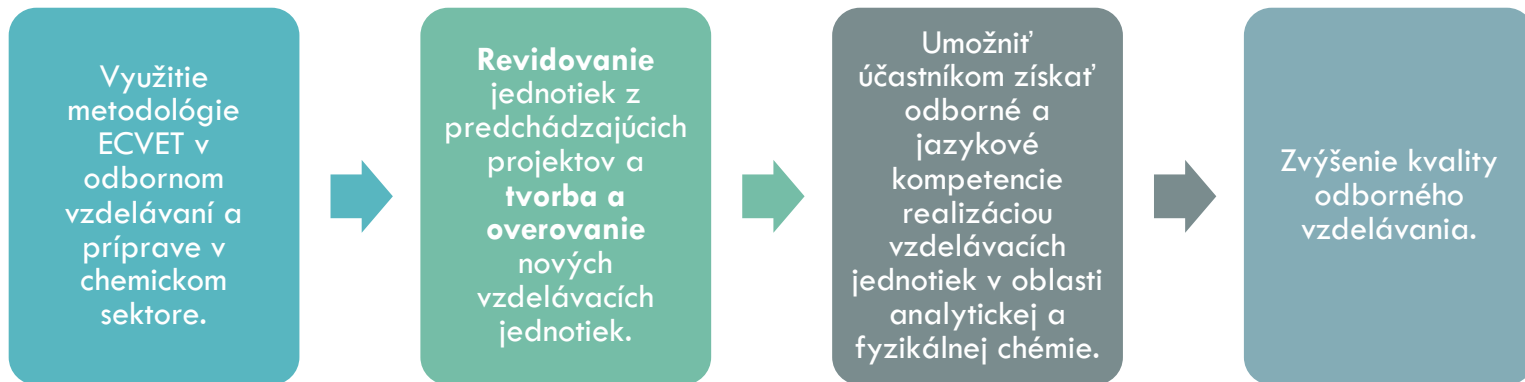 Využitie
metodológie
ECVET v
odbornom
vzdelávaní a
príprave v
chemickom
sektore.
Revidovanie
jednotiek z
predchádzajúcich
projektov a
tvorba a
overovanie
nových
vzdelávacích
jednotiek.
Umožniť
účastníkom získať
odborné a
jazykové
kompetencie
realizáciou
vzdelávacích
jednotiek v oblasti
analytickej a
fyzikálnej chémie.
Zvýšenie kvality
odborného
vzdelávania.